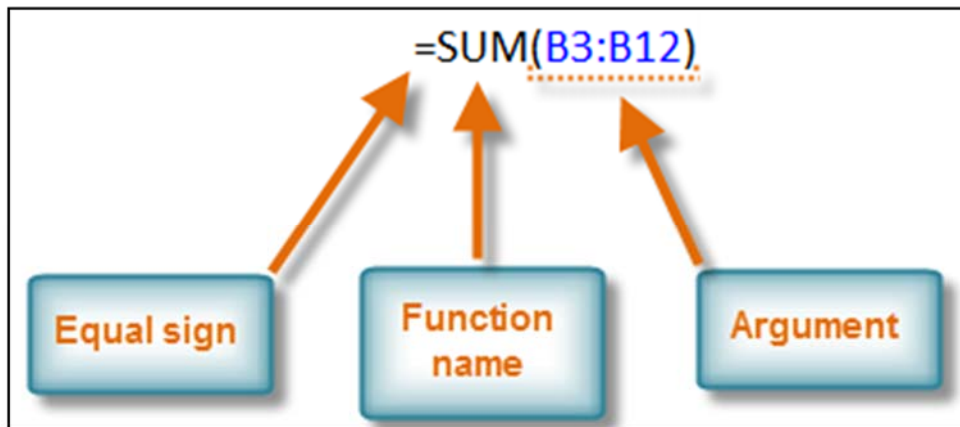 =SUM(B3:B12)
Equal sign
Function
name
Argument